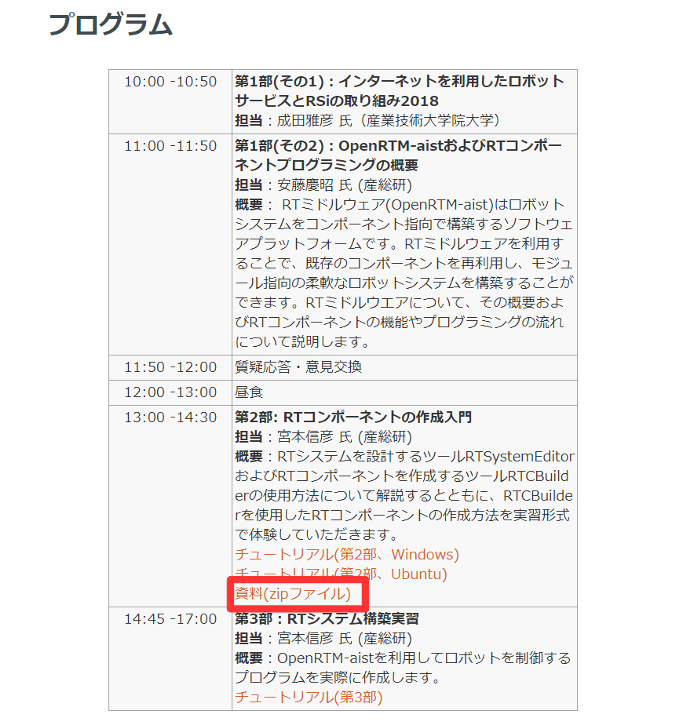 プログラム
10:00 -10:50
第1部(その1)：インターネットを利用したロボット
サービスとRSiの取り組み2018
担当：成田雅彦 氏（産業技術大学院大学）
11:00 -11:50
第1部(その2)：OpenRTM-aistおよびRTコンポー
ネントプログラミングの概要
担当：安藤慶昭 氏 (産総研)
概要： RTミドルウェア(OpenRTM-aist)はロボット
システムをコンポーネント指向で構築するソフトウェ
アプラットフォームです。RTミドルウェアを利用す
ることで、既存のコンポーネントを再利用し、モジュ
ール指向の柔軟なロボットシステムを構築することが
できます。RTミドルウエアについて、その概要およ
びRTコンポーネントの機能やプログラミングの流れ
について説明します。
11:50 -12:00
質疑応答・意見交換
12:00 -13:00
昼食
13:00 -14:30
第2部: RTコンポーネントの作成入門
担当：宮本信彦 氏 (産総研)
概要：RTシステムを設計するツールRTSystemEditor
およびRTコンポーネントを作成するツールRTCBuild
erの使用方法について解説するとともに、RTCBuilde
rを使用したRTコンポーネントの作成方法を実習形式
で体験していただきます。
チュートリアル(第2部、Windows)
チュートリアル(第2部、Ubuntu)
資料(zipファイル)
14:45 -17:00
第3部：RTシステム構築実習
担当：宮本信彦 氏 (産総研)
概要：OpenRTM-aistを利用してロボットを制御する
プログラムを実際に作成します。
チュートリアル(第3部)